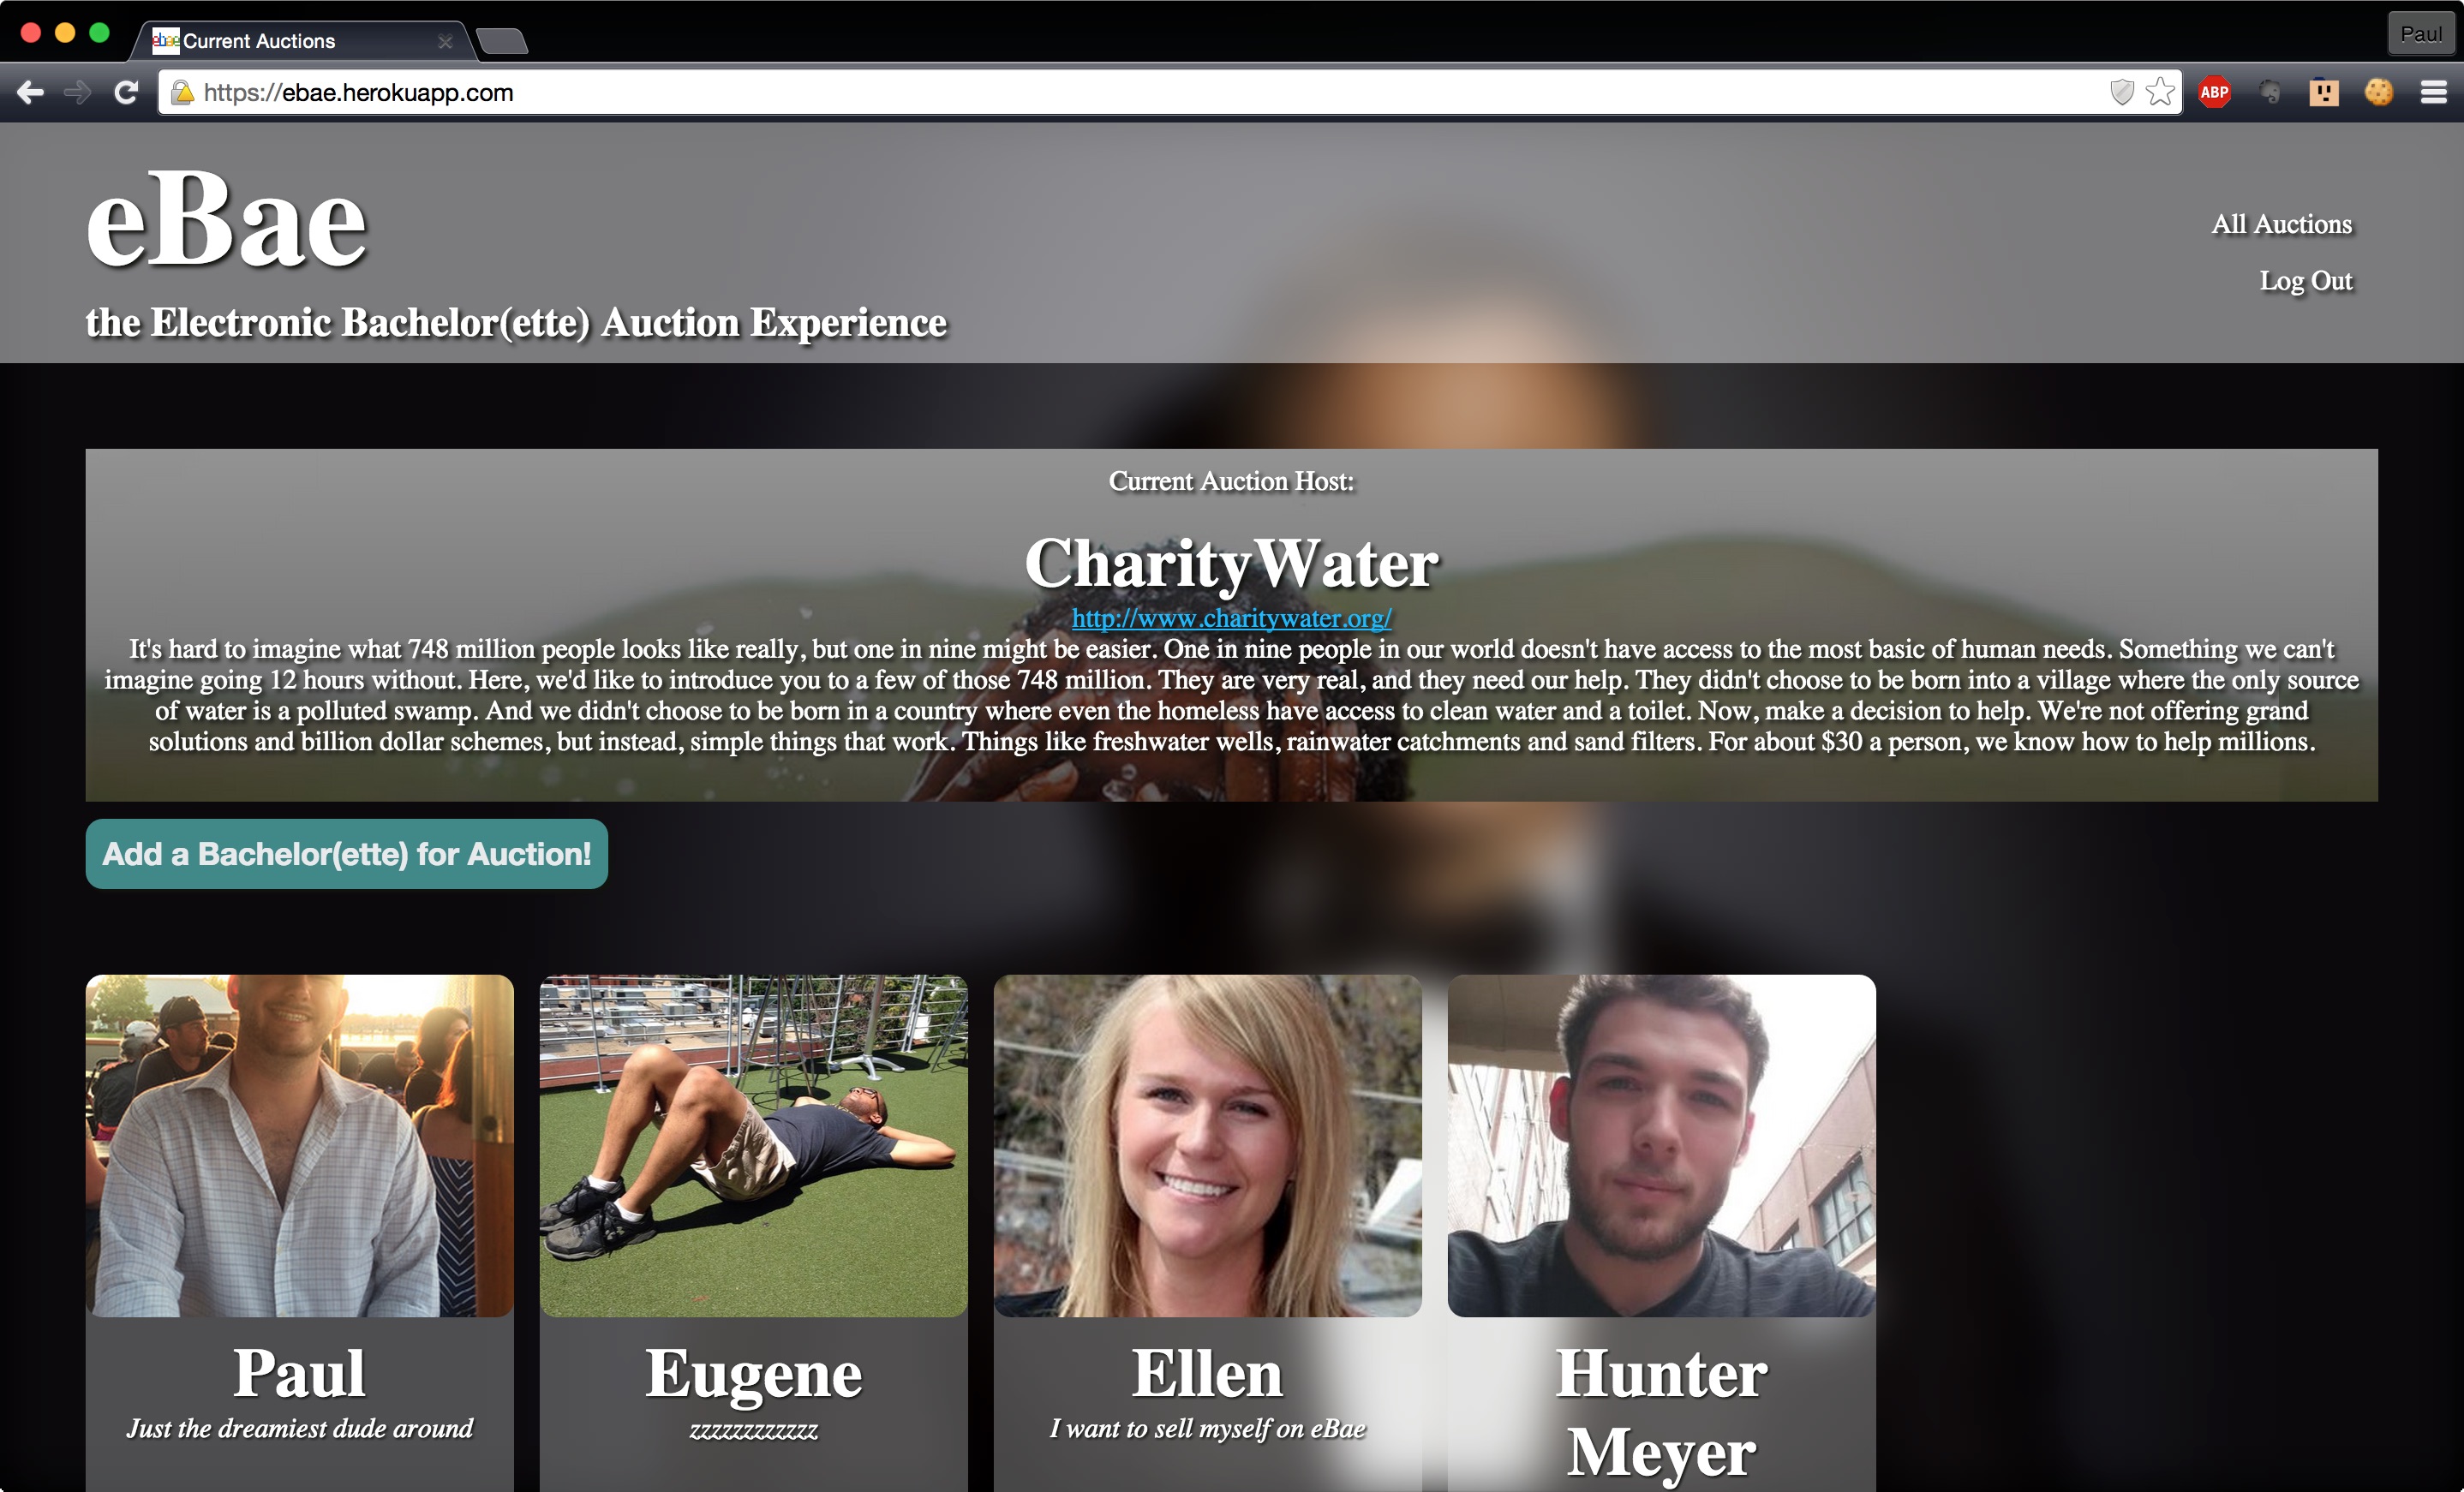 ebae Current Auctions
Paul
https://ebae.herokuapp.com
ABP
eBae
the Electronic Bachelor(ette) Auction Experience
All Auctions
Log Out
Current Auction Host:
CharityWater
http://www.charitywater.org/
It's hard to imagine what 748 million people looks like really, but one in nine might be easier. One in nine people in our world doesn't have access to the most basic of human needs. Something we can't
imagine going 12 hours without. Here, we'd like to introduce you to a few of those 748 million. They are very real, and they need our help. They didn't choose to be born into a village where the only source
of water is a polluted swamp. And we didn't choose to be born in a country where even the homeless have access to clean water and a toilet. Now, make a decision to help. We're not offering grand
solutions and billion dollar schemes, but instead, simple things that work. Things like freshwater wells, rainwater catchments and sand filters. For about $30 a person, we know how to help millions.
Add a Bachelor(ette) for Auction!
Paul
Just the dreamiest dude around
Eugene
zzzzzzzzzzzz
Ellen
I want to sell myself on eBae
Hunter
Meyer